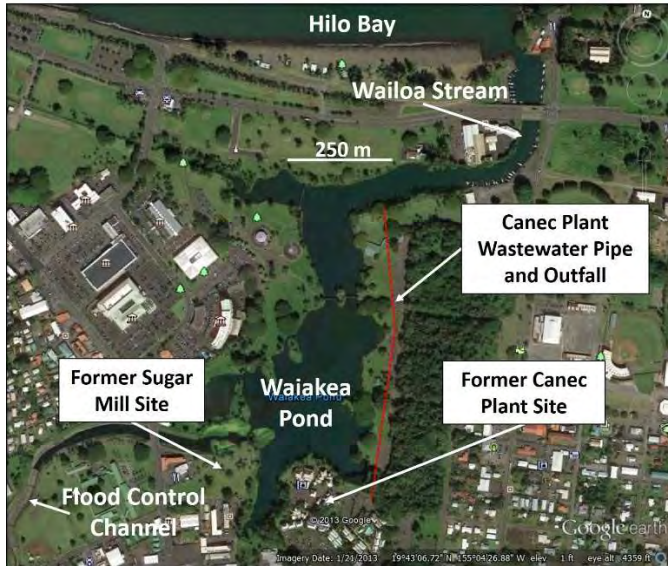 Hilo Bay
Wailoa Stream
250 m
Canec Plant
Wastewater Pipe
and Outfall
Former Sugar
Mill Site
Waiakea
Pond
Waiakea Pond
Former Canec
Plant Site
Flood Control
Channel
© 2013 Google
Google earth
Imagery Date: 1/21/2013 19°43'06.72" N 155°04'26.88" W elev 1 ft eye alt 4359 ft